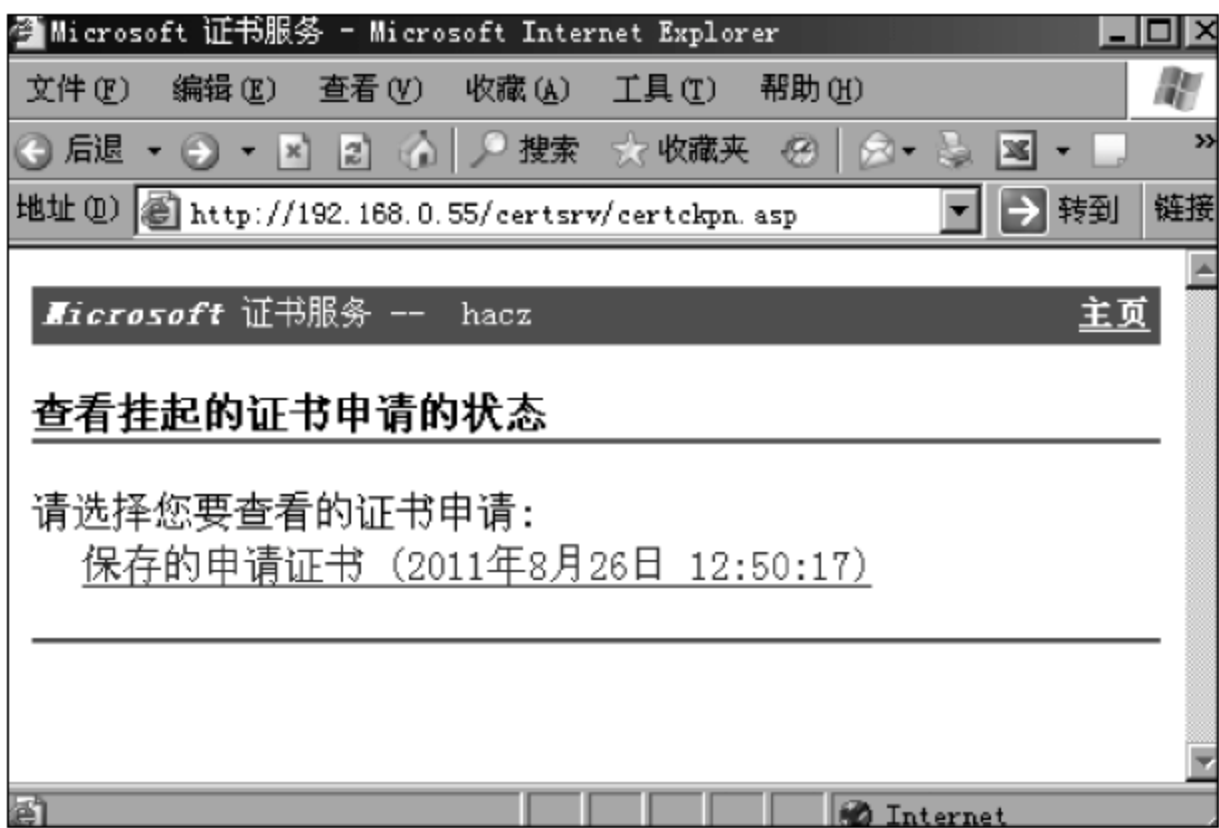 Microsoft 证书服务 - Microsoft Internet Explorer
文件(F) 编辑(E) 查看(V) 收藏(A) 工具(T) 帮助(H)
后退 搜索 收藏夹 »
地址(D) http://192.168.0.55/certsrv/certckpn.asp 转到 链接
Microsoft 证书服务 -- hacz 主页
查看挂起的证书申请的状态
请选择您要查看的证书申请:
保存的申请证书 (2011年8月26日 12:50:17)
Internet